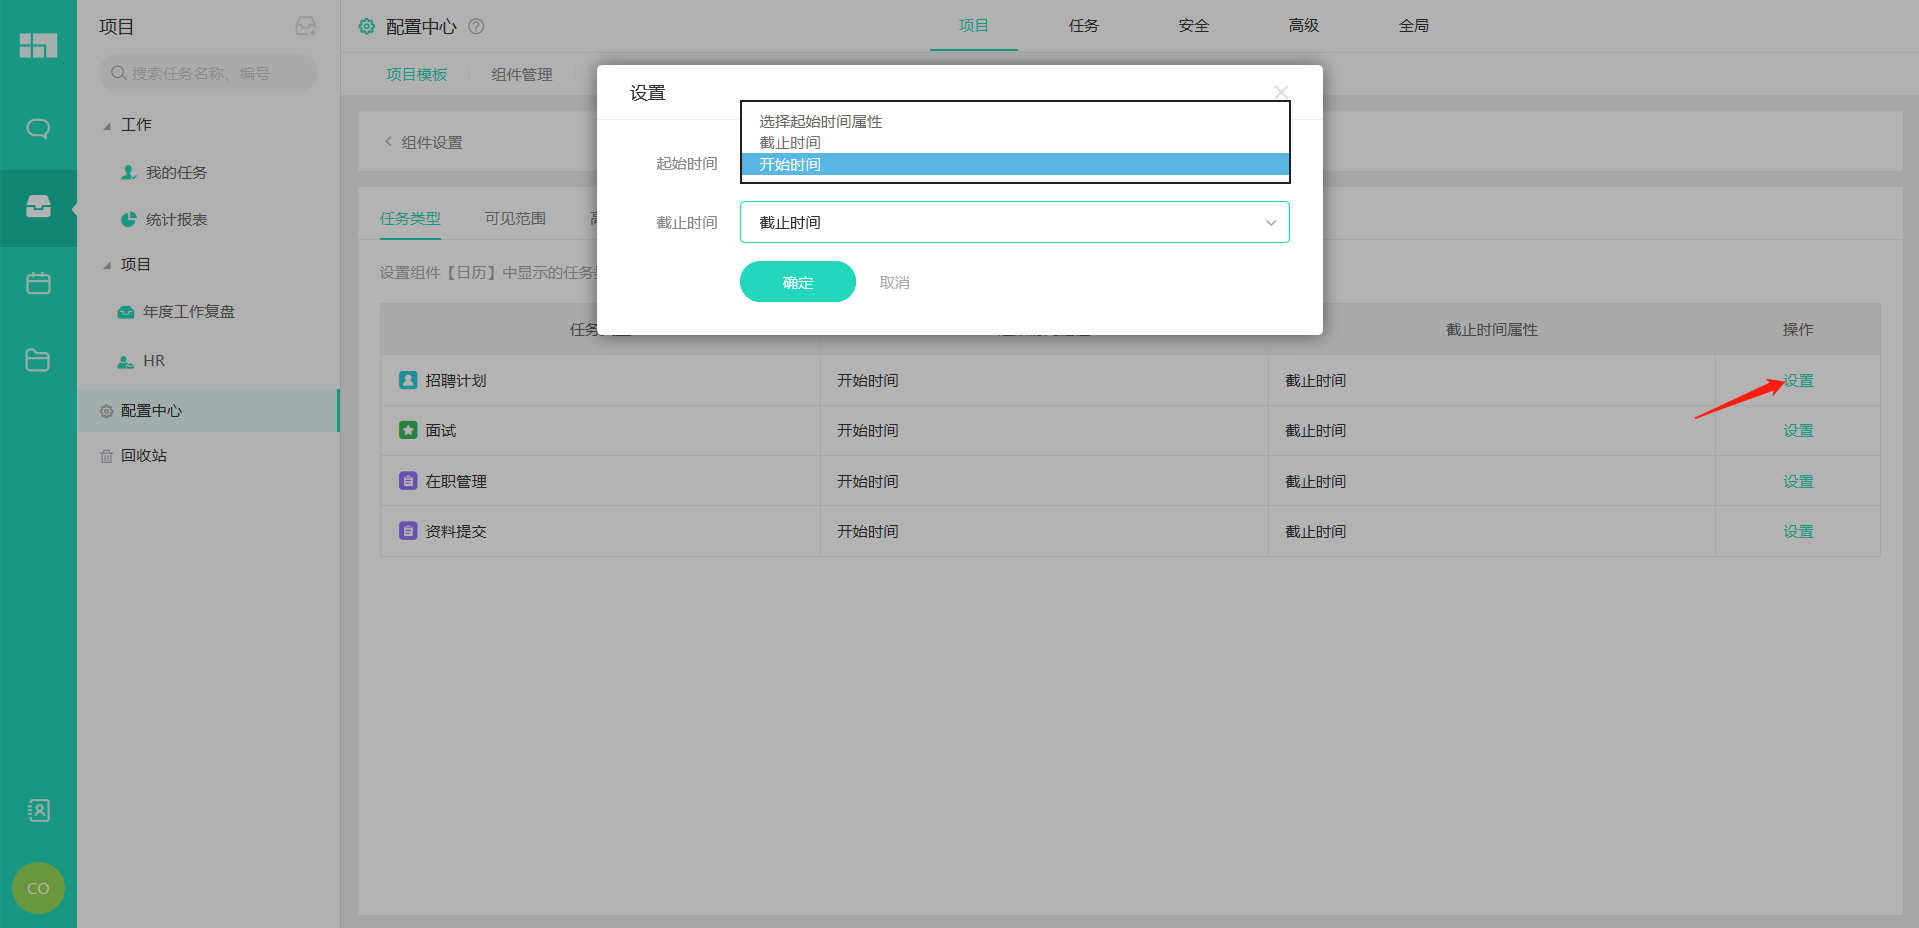 项目
搜索任务名称、编号
工作
我的任务
统计报表
项目
年度工作复盘
HR
配置中心
回收站
CO
配置中心
项目
任务
安全
高级
全局
项目模板
组件管理
组件设置
任务类型
可见范围
设置组件【日历】中显示的任务
设置
选择起始时间属性
截止时间
开始时间
起始时间
截止时间
截止时间
确定
取消
截止时间属性
操作
招聘计划
开始时间
截止时间
设置
面试
开始时间
截止时间
设置
在职管理
开始时间
截止时间
设置
资料提交
开始时间
截止时间
设置